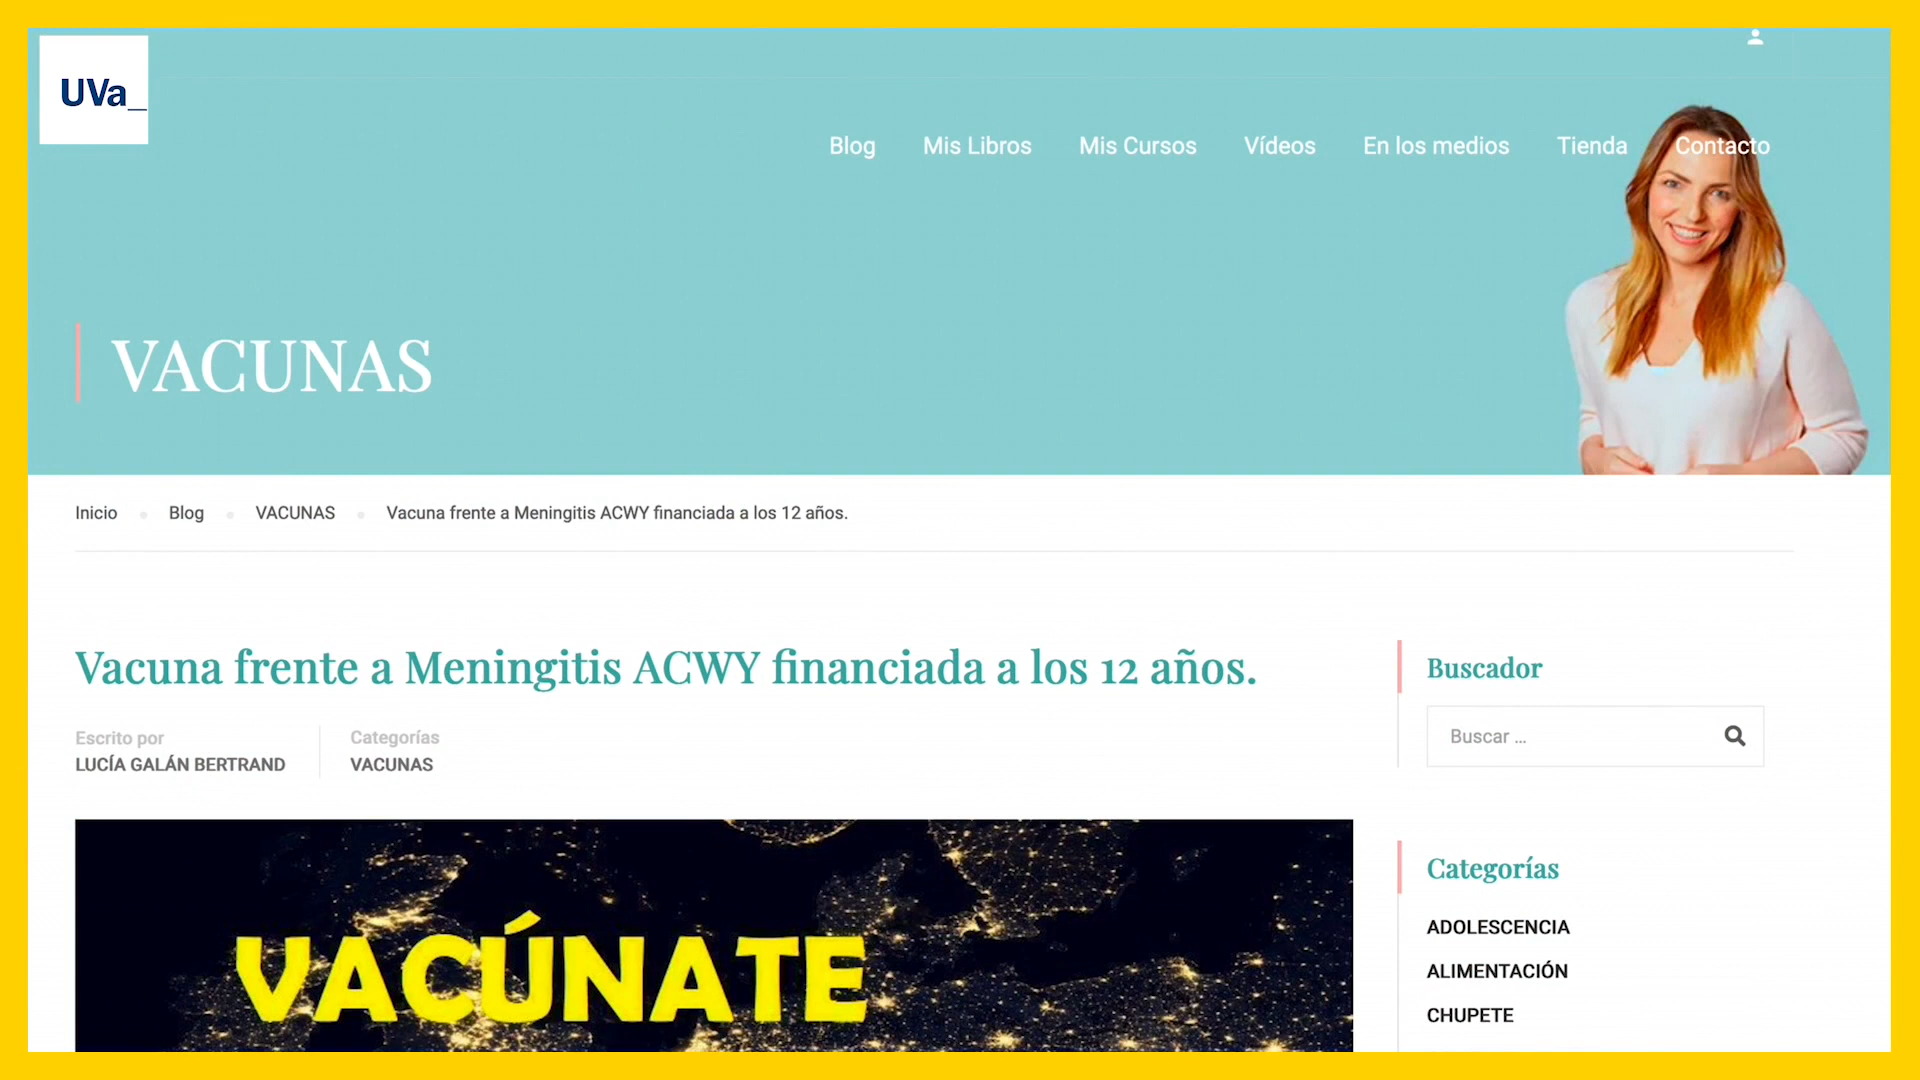 UVa_
Blog Mis Libros Mis Cursos Vídeos En los medios Tienda Contacto
VACUNAS
Inicio Blog VACUNAS Vacuna frente a Meningitis ACWY financiada a los 12 años.
Vacuna frente a Meningitis ACWY financiada a los 12 años.
Escrito por
LUCÍA GALÁN BERTRAND
Categorías
VACUNAS
VACÚNATE
Buscador
Buscar ...
Categorías
ADOLESCENCIA
ALIMENTACIÓN
CHUPETE